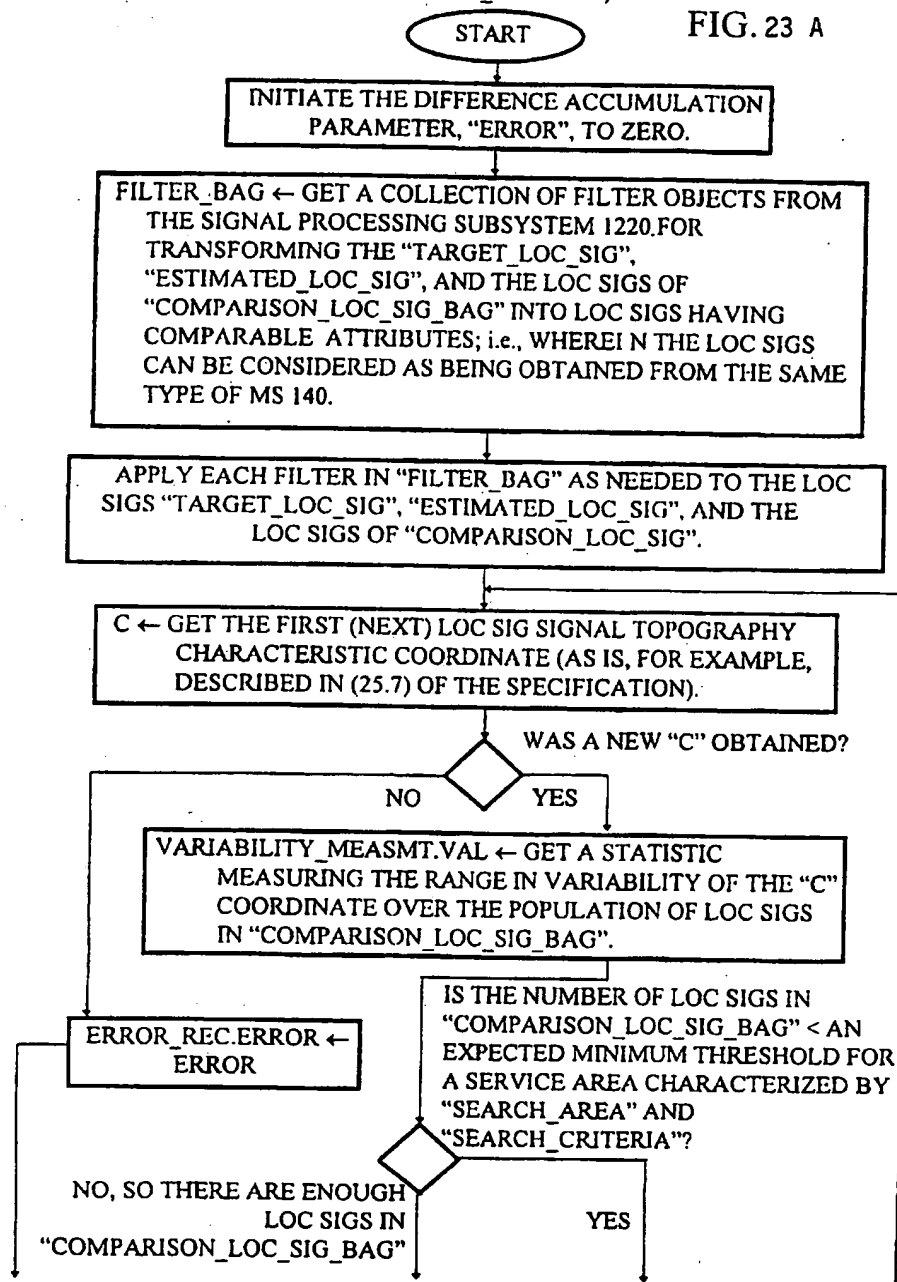 FIG. 23 A
START
INITIATE THE DIFFERENCE ACCUMULATION
PARAMETER, “ERROR”, TO ZERO.
FILTER_BAG ← GET A COLLECTION OF FILTER OBJECTS FROM
THE SIGNAL PROCESSING SUBSYSTEM 1220.FOR
TRANSFORMING THE “TARGET_LOC_SIG”,
“ESTIMATED_LOC_SIG”, AND THE LOC SIGS OF
“COMPARISON_LOC_SIG_BAG” INTO LOC SIGS HAVING
COMPARABLE ATTRIBUTES; i.e., WHEREI N THE LOC SIGS
CAN BE CONSIDERED AS BEING OBTAINED FROM THE SAME
TYPE OF MS 140.
APPLY EACH FILTER IN “FILTER_BAG” AS NEEDED TO THE LOC
SIGS “TARGET_LOC_SIG”, “ESTIMATED_LOC_SIG”, AND THE
LOC SIGS OF “COMPARISON_LOC_SIG”.
C ← GET THE FIRST (NEXT) LOC SIG SIGNAL TOPOGRAPHY
CHARACTERISTIC COORDINATE (AS IS, FOR EXAMPLE,
DESCRIBED IN (25.7) OF THE SPECIFICATION).
WAS A NEW “C” OBTAINED?
NO YES
VARIABILITY_MEASMT.VAL ← GET A STATISTIC
MEASURING THE RANGE IN VARIABILITY OF THE “C”
COORDINATE OVER THE POPULATION OF LOC SIGS
IN “COMPARISON_LOC_SIG_BAG”.
ERROR_REC.ERROR ←
ERROR
IS THE NUMBER OF LOC SIGS IN
“COMPARISON_LOC_SIG_BAG” < AN
EXPECTED MINIMUM THRESHOLD FOR
A SERVICE AREA CHARACTERIZED BY
“SEARCH_AREA” AND
“SEARCH_CRITERIA”?
NO, SO THERE ARE ENOUGH
LOC SIGS IN
“COMPARISON_LOC_SIG_BAG”
YES